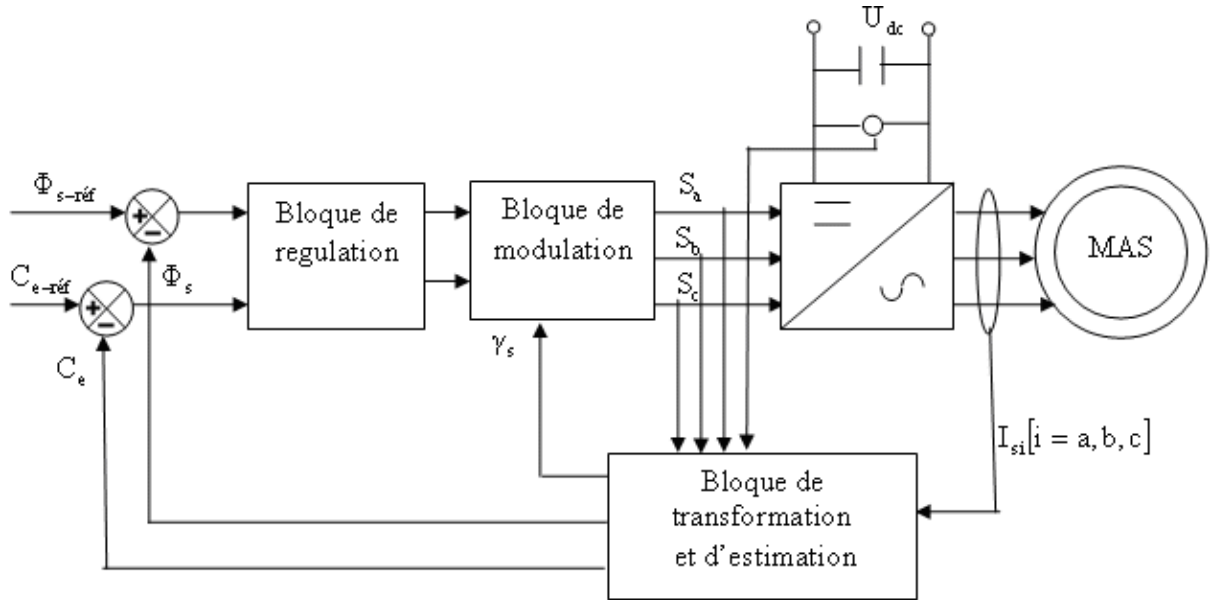 U_dc
Φ_s-réf
Bloque de
regulation
Bloque de
modulation
S_a
S_b
S_c
MAS
C_e-réf
Φ_s
C_e
γ_s
I_si[i = a, b, c]
Bloque de
transformation
et d'estimation